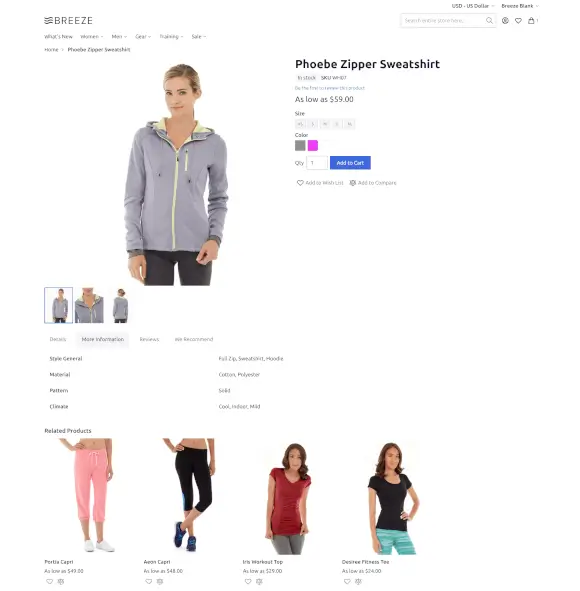 USD - US Dollar
Breeze Blank
BREEZE
Search entire store here...
What's New Women Men Gear Training Sale
Home Phoebe Zipper Sweatshirt
Phoebe Zipper Sweatshirt
In stock SKU WH07
Be the first to review this product
As low as $59.00
Size
Color
Qty 1 Add to Cart
Add to Wish List Add to Compare
Details More Information Reviews We Recommend
Style General Full Zip, Sweatshirt, Hoodie
Material Cotton, Polyester
Pattern Solid
Climate Cool, Indoor, Mild
Related Products
Portia Capri Aeon Capri Iris Workout Top Desiree Fitness Tee
As low as $49.00 As low as $48.00 As low as $29.00 As low as $24.00